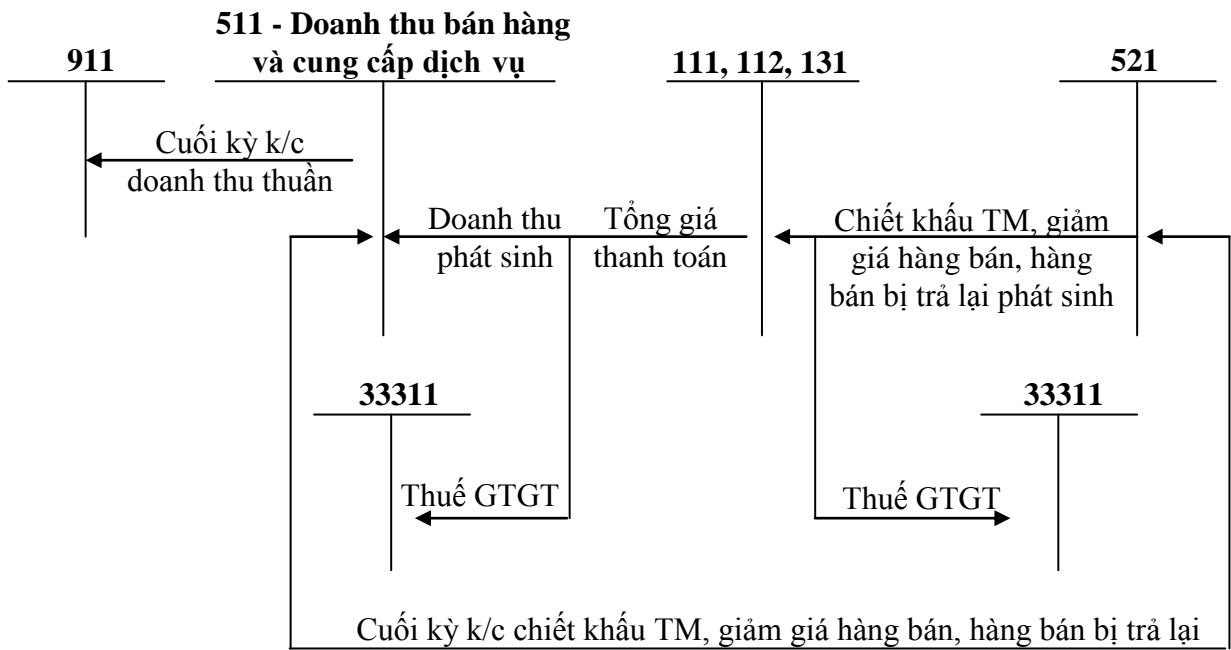 511 - Doanh thu bán hàng
911
và cung cấp dịch vụ
111, 112, 131
521
Cuối kỳ k/c
doanh thu thuần
Doanh thu
phát sinh
Tổng giá
thanh toán
Chiết khấu TM, giảm
giá hàng bán, hàng
bán bị trả lại phát sinh
33311
33311
Thuế GTGT
Thuế GTGT
Cuối kỳ k/c chiết khấu TM, giảm giá hàng bán, hàng bán bị trả lại